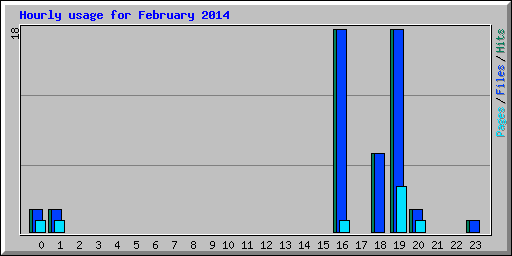 Hourly usage for February 2014
18
0 1 2 3 4 5 6 7 8 9 10 11 12 13 14 15 16 17 18 19 20 21 22 23
Pages/Files/Hits